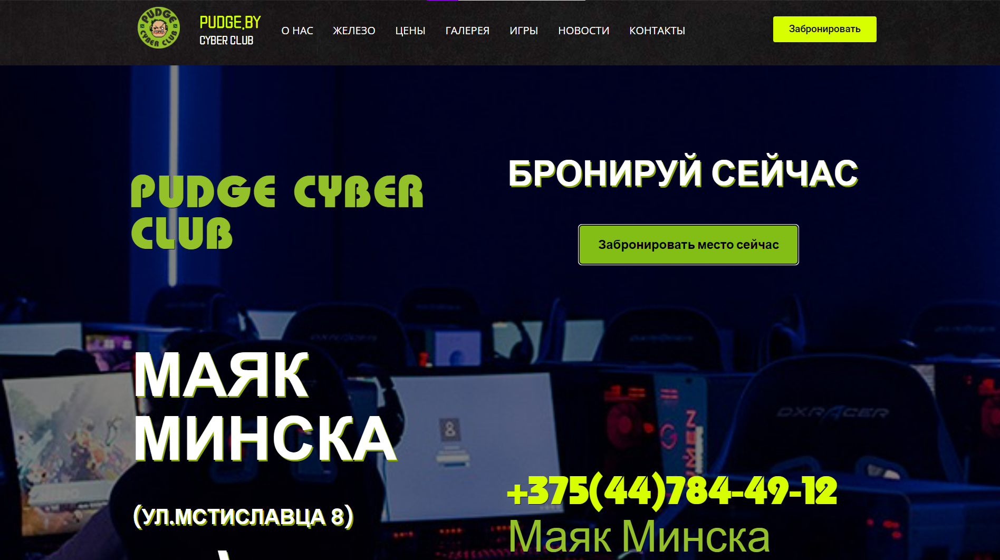 PUDGE
CYBER CLUB
PUDGE.BY
CYBER CLUB
О НАС
ЖЕЛЕЗО
ЦЕНЫ
ГАЛЕРЕЯ
ИГРЫ
НОВОСТИ
КОНТАКТЫ
Забронировать
PUDGE CYBER
CLUB
БРОНИРУЙ СЕЙЧАС
Забронировать место сейчас
МАЯК
МИНСКА
(УЛ.МСТИСЛАВЦА 8)
8
DXRACER
+375(44)784-49-12
Маяк Минска